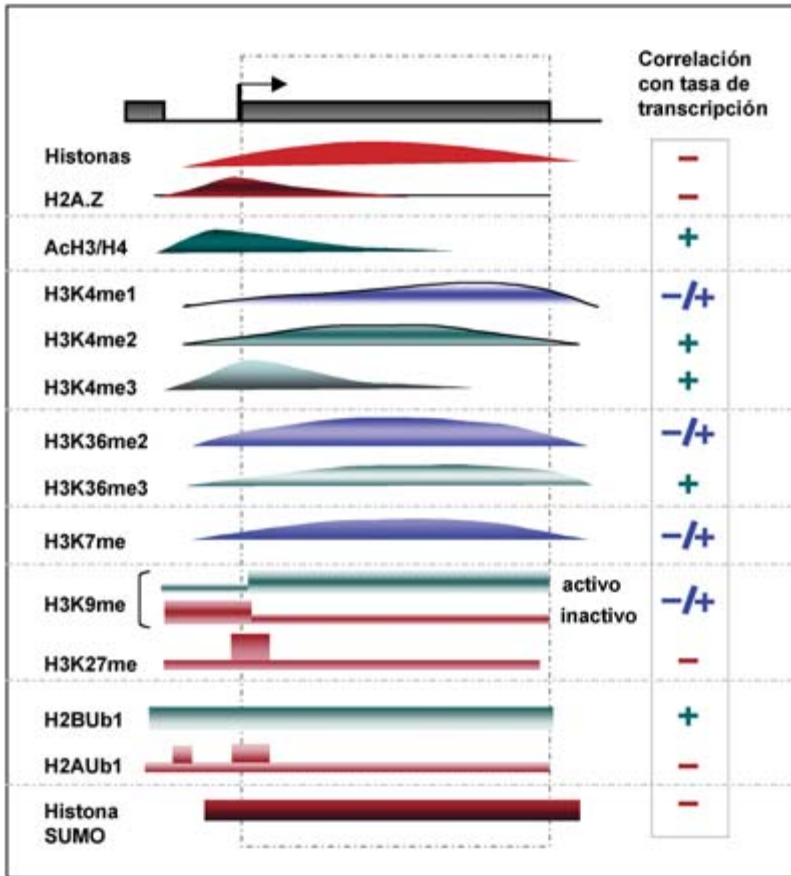 Correlación
con tasa de
transcripción
Histonas −
H2A.Z −
AcH3/H4 +
H3K4me1 −/+
H3K4me2 +
H3K4me3 +
H3K36me2 −/+
H3K36me3 +
H3K7me −/+
activo
H3K9me −/+
inactivo
H3K27me −
H2BUb1 +
H2AUb1 −
Histona −
SUMO